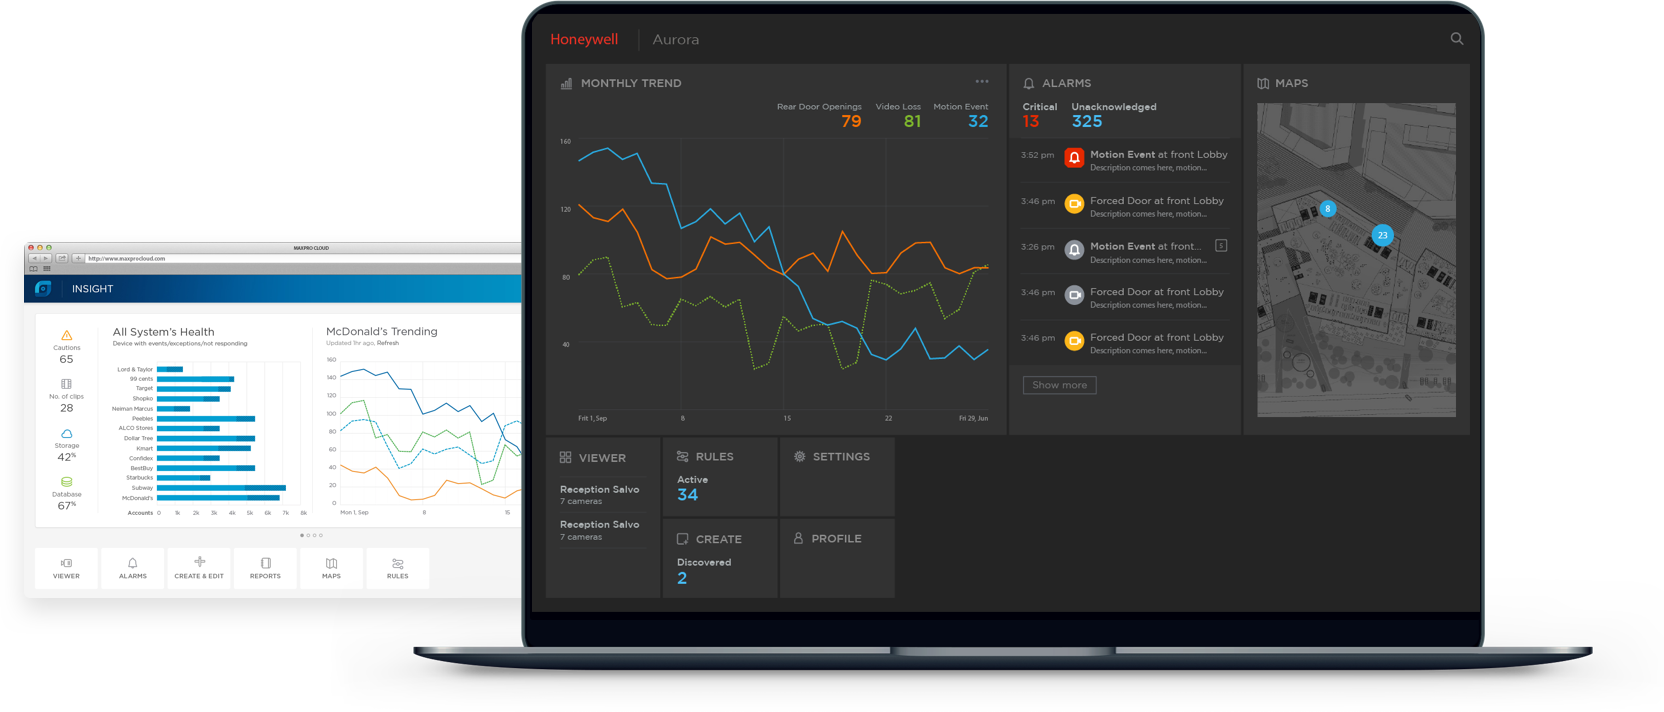 MAXPRO CLOUD
http://www.maxprocloud.com
INSIGHT
Cautions
65
No. of clips
28
Storage
42%
Database
67%
All System's Health
Device with events/exceptions/not responding
Lord & Taylor
99 cents
Target
Shopko
Neiman Marcus
Peebles
ALCO Stores
Dollar Tree
Kmart
Confidex
BestBuy
Starbucks
Subway
McDonald's
Accounts 0 1k 2k 3k 4k 5k 6k 7k 8k
McDonald's Trending
Updated 1hr ago, Refresh
160
140
120
100
80
60
40
20
0
Mon 1, Sep 8 15
VIEWER
ALARMS
CREATE & EDIT
REPORTS
MAPS
RULES
Honeywell Aurora
MONTHLY TREND
Rear Door Openings Video Loss Motion Event
79 81 32
160
120
80
40
Frit 1, Sep 8 15 22 Fri 29, Jun
ALARMS
Critical Unacknowledged
13 325
3:52 pm Motion Event at front Lobby
Description comes here, motion...
3:46 pm Forced Door at front Lobby
Description comes here, motion...
3:26 pm Motion Event at front... 5
Description comes here, motion...
3:46 pm Forced Door at front Lobby
Description comes here, motion...
3:46 pm Forced Door at front Lobby
Description comes here, motion...
Show more
MAPS
8
23
VIEWER
Reception Salvo
7 cameras
Reception Salvo
7 cameras
RULES
Active
34
SETTINGS
CREATE
Discovered
2
PROFILE